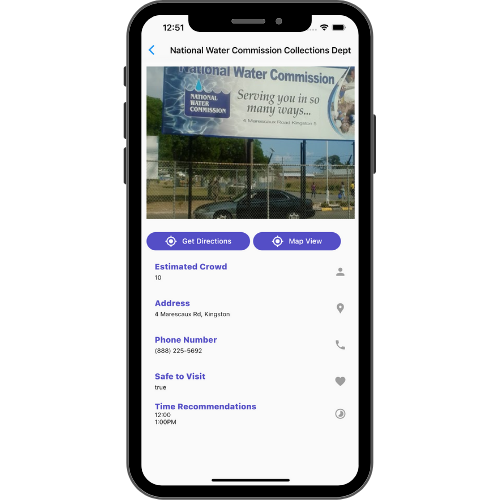 12:51
National Water Commission Collections Dept
National Water Commission
NATIONAL
WATER
COMMISSION
Serving you in so
many ways...
4 Marescaux Road Kingston 5
Get Directions
Map View
Estimated Crowd
10
Address
4 Marescaux Rd, Kingston
Phone Number
(888) 225-5692
Safe to Visit
true
Time Recommendations
12:00
1:00PM